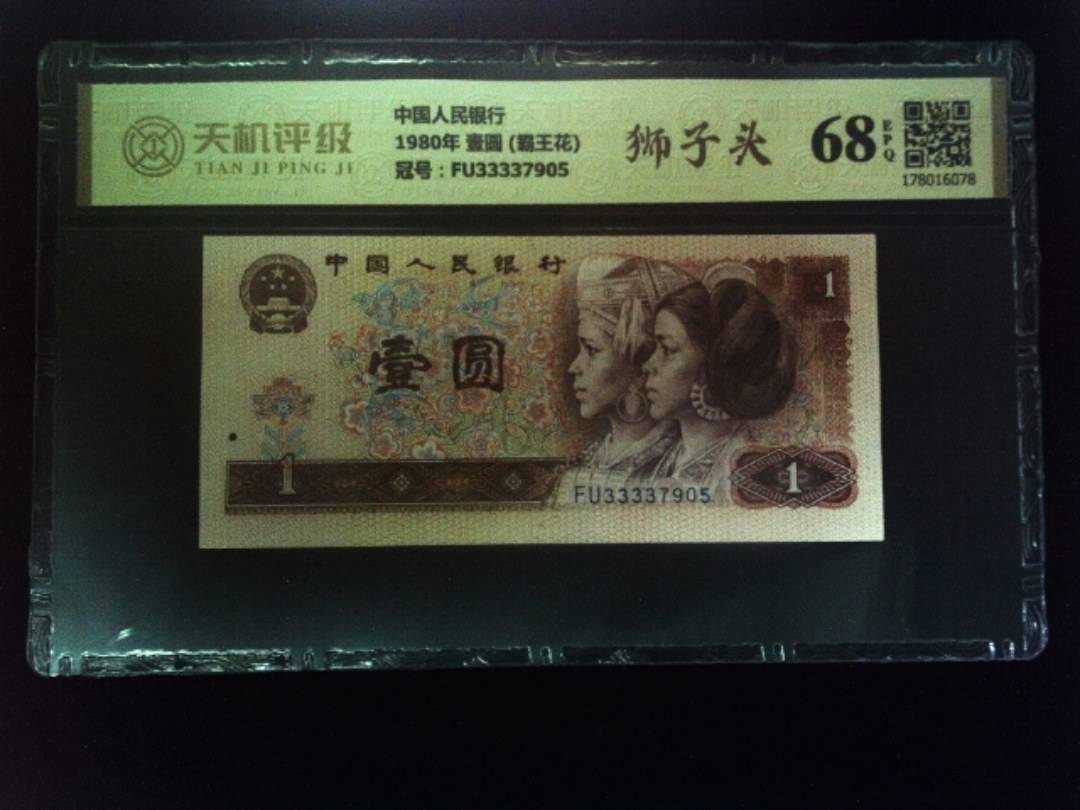 天机评级
TIAN JI PING JI
中国人民银行
1980年 壹圆 (霸王花)
冠号：FU33337905
狮子头
68
EPQ
178016078
中国人民银行
1
壹圆
1
FU33337905
1